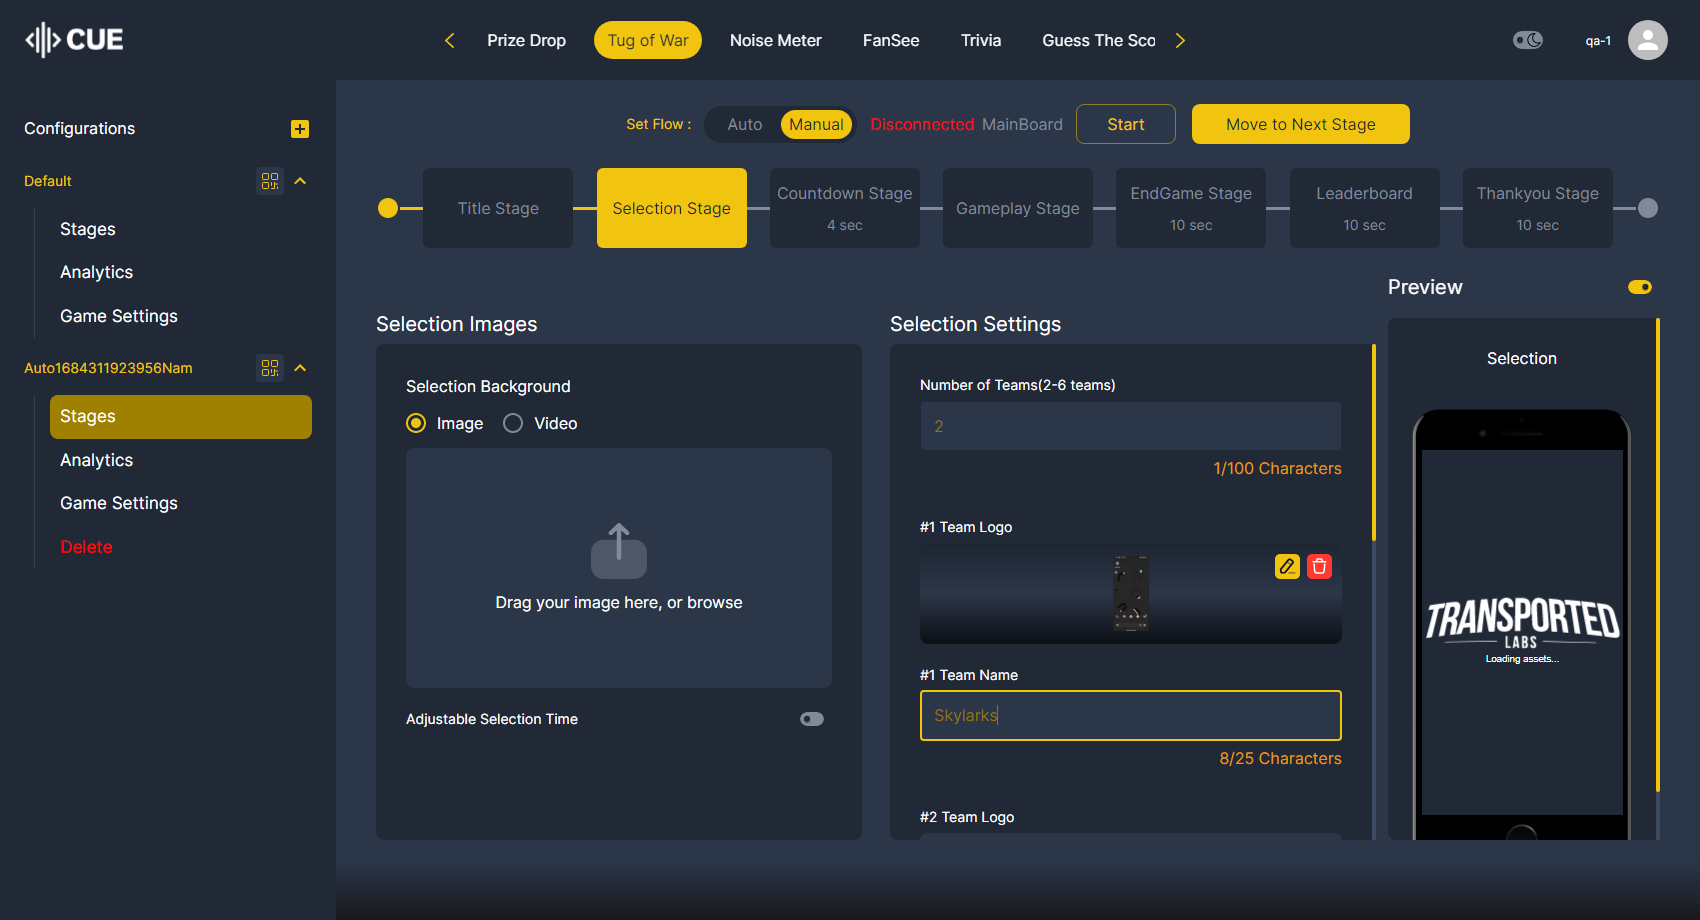 CUE
Prize Drop
Tug of War
Noise Meter
FanSee
Trivia
Guess The Sco
qa-1
Configurations
Default
Stages
Analytics
Game Settings
Auto1684311923956Nam
Stages
Analytics
Game Settings
Delete
Set Flow :
Auto
Manual
Disconnected MainBoard
Start
Move to Next Stage
Title Stage
Selection Stage
Countdown Stage
4 sec
Gameplay Stage
EndGame Stage
10 sec
Leaderboard
10 sec
Thankyou Stage
10 sec
Selection Images
Selection Background
Image
Video
Drag your image here, or browse
Adjustable Selection Time
Selection Settings
Number of Teams(2-6 teams)
2
1/100 Characters
#1 Team Logo
#1 Team Name
Skylarks
8/25 Characters
#2 Team Logo
Preview
Selection
TRANSPORTED
LABS
Loading assets...